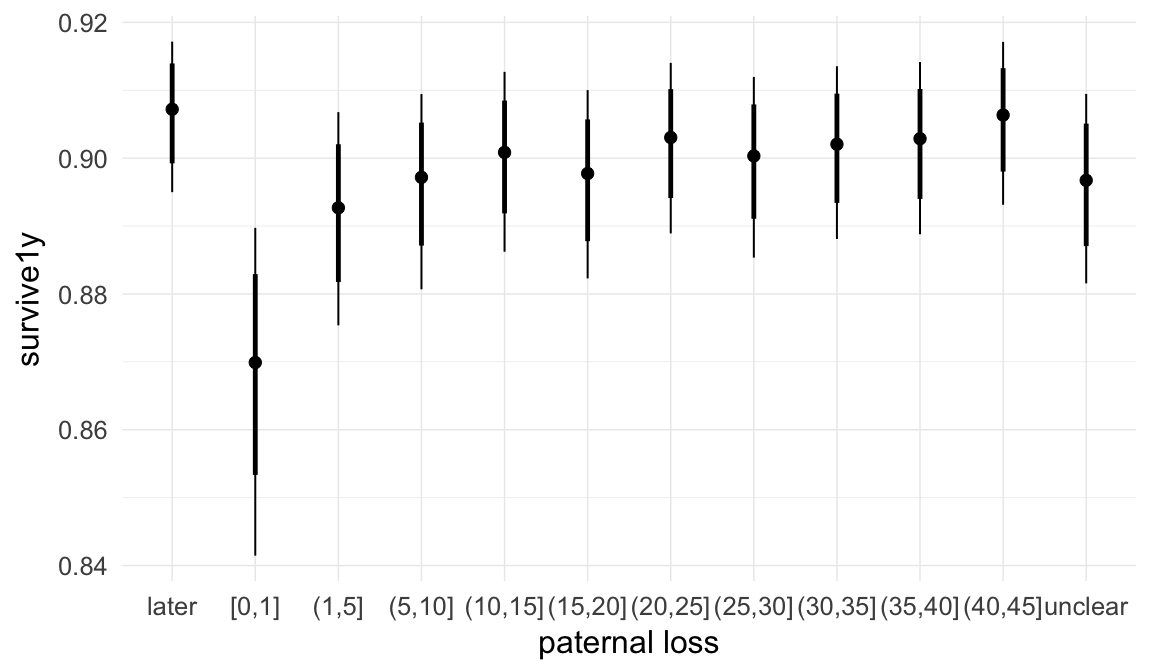 0.92
0.90
0.88
0.86
0.84
survive1y
later [0,1] (1,5] (5,10] (10,15] (15,20] (20,25] (25,30] (30,35] (35,40] (40,45] unclear
paternal loss